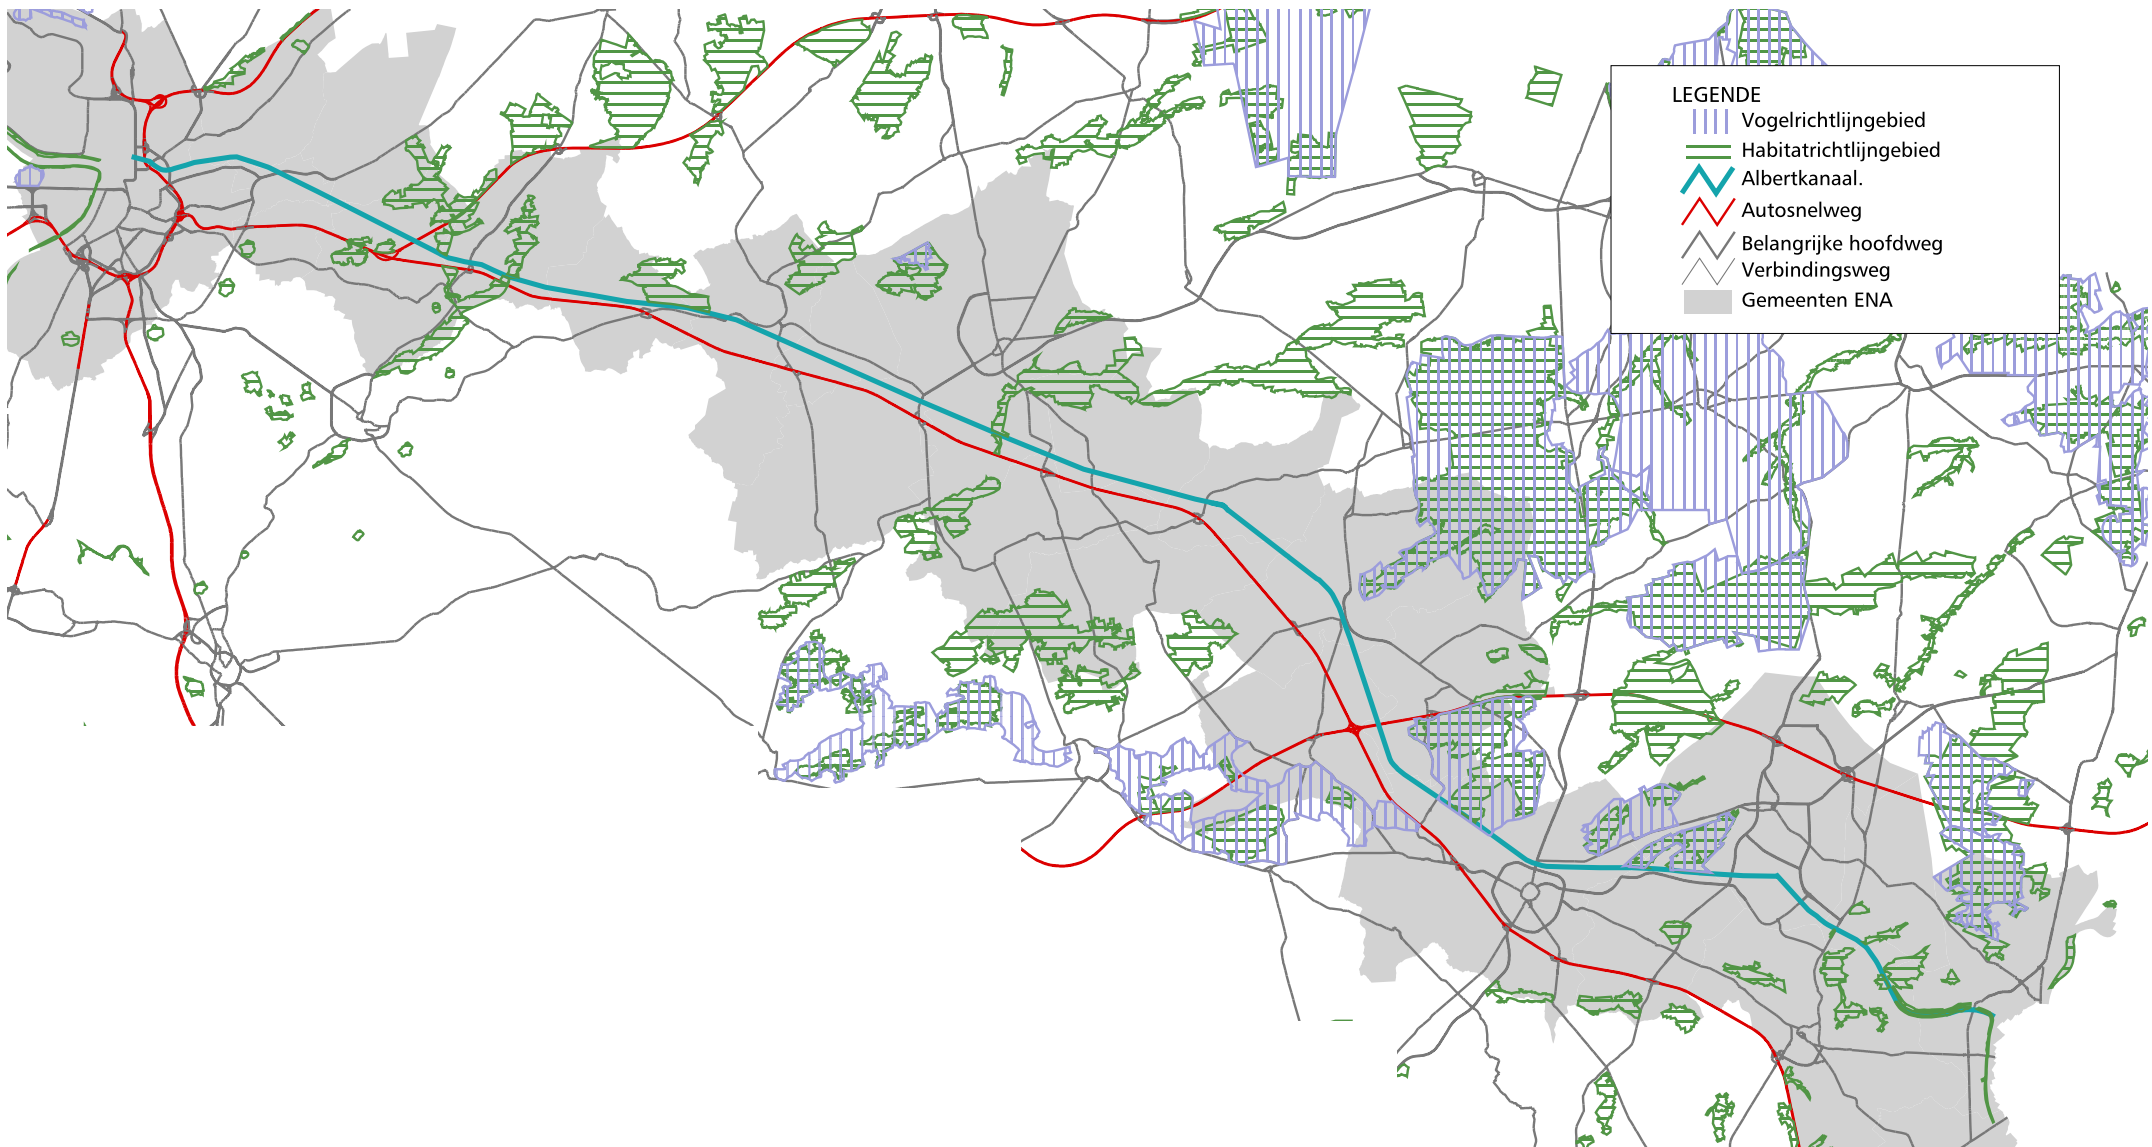 LEGENDE
Vogelrichtlijngebied
Habitatrichtlijngebied
Albertkanaal.
Autosnelweg
Belangrijke hoofdweg
Verbindingsweg
Gemeenten ENA